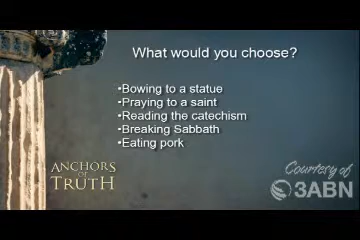 What would you choose?
•Bowing to a statue
•Praying to a saint
•Reading the catechism
•Breaking Sabbath
•Eating pork
ANCHORS
OF
TRUTH
Courtesy of
3ABN